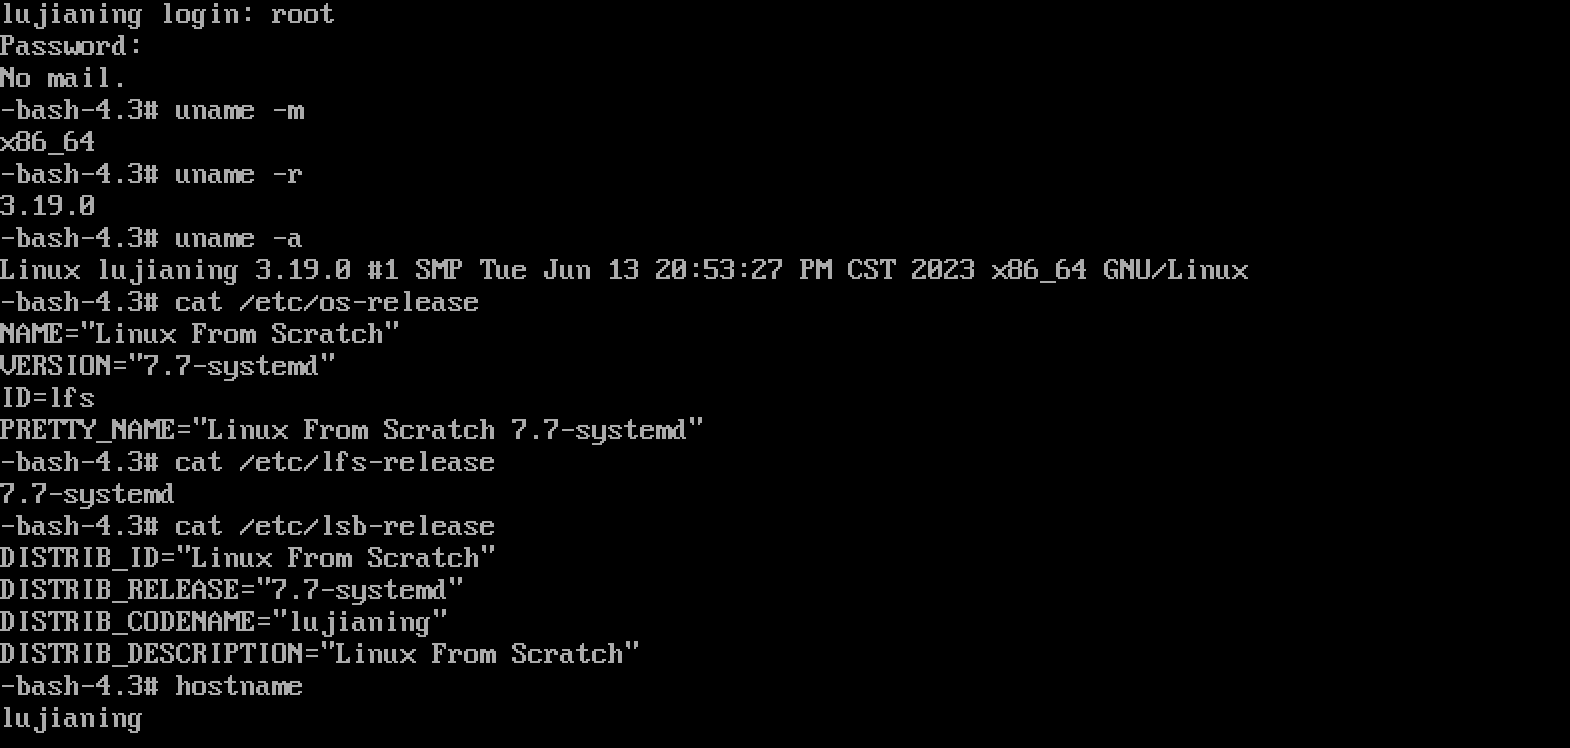 lujianing login: root
Password:
No mail.
-bash-4.3# uname -m
x86_64
-bash-4.3# uname -r
3.19.0
-bash-4.3# uname -a
Linux lujianing 3.19.0 #1 SMP Tue Jun 13 20:53:27 PM CST 2023 x86_64 GNU/Linux
-bash-4.3# cat /etc/os-release
NAME="Linux From Scratch"
VERSION="7.7-systemd"
ID=lfs
PRETTY_NAME="Linux From Scratch 7.7-systemd"
-bash-4.3# cat /etc/lfs-release
7.7-systemd
-bash-4.3# cat /etc/lsb-release
DISTRIB_ID="Linux From Scratch"
DISTRIB_RELEASE="7.7-systemd"
DISTRIB_CODENAME="lujianing"
DISTRIB_DESCRIPTION="Linux From Scratch"
-bash-4.3# hostname
lujianing